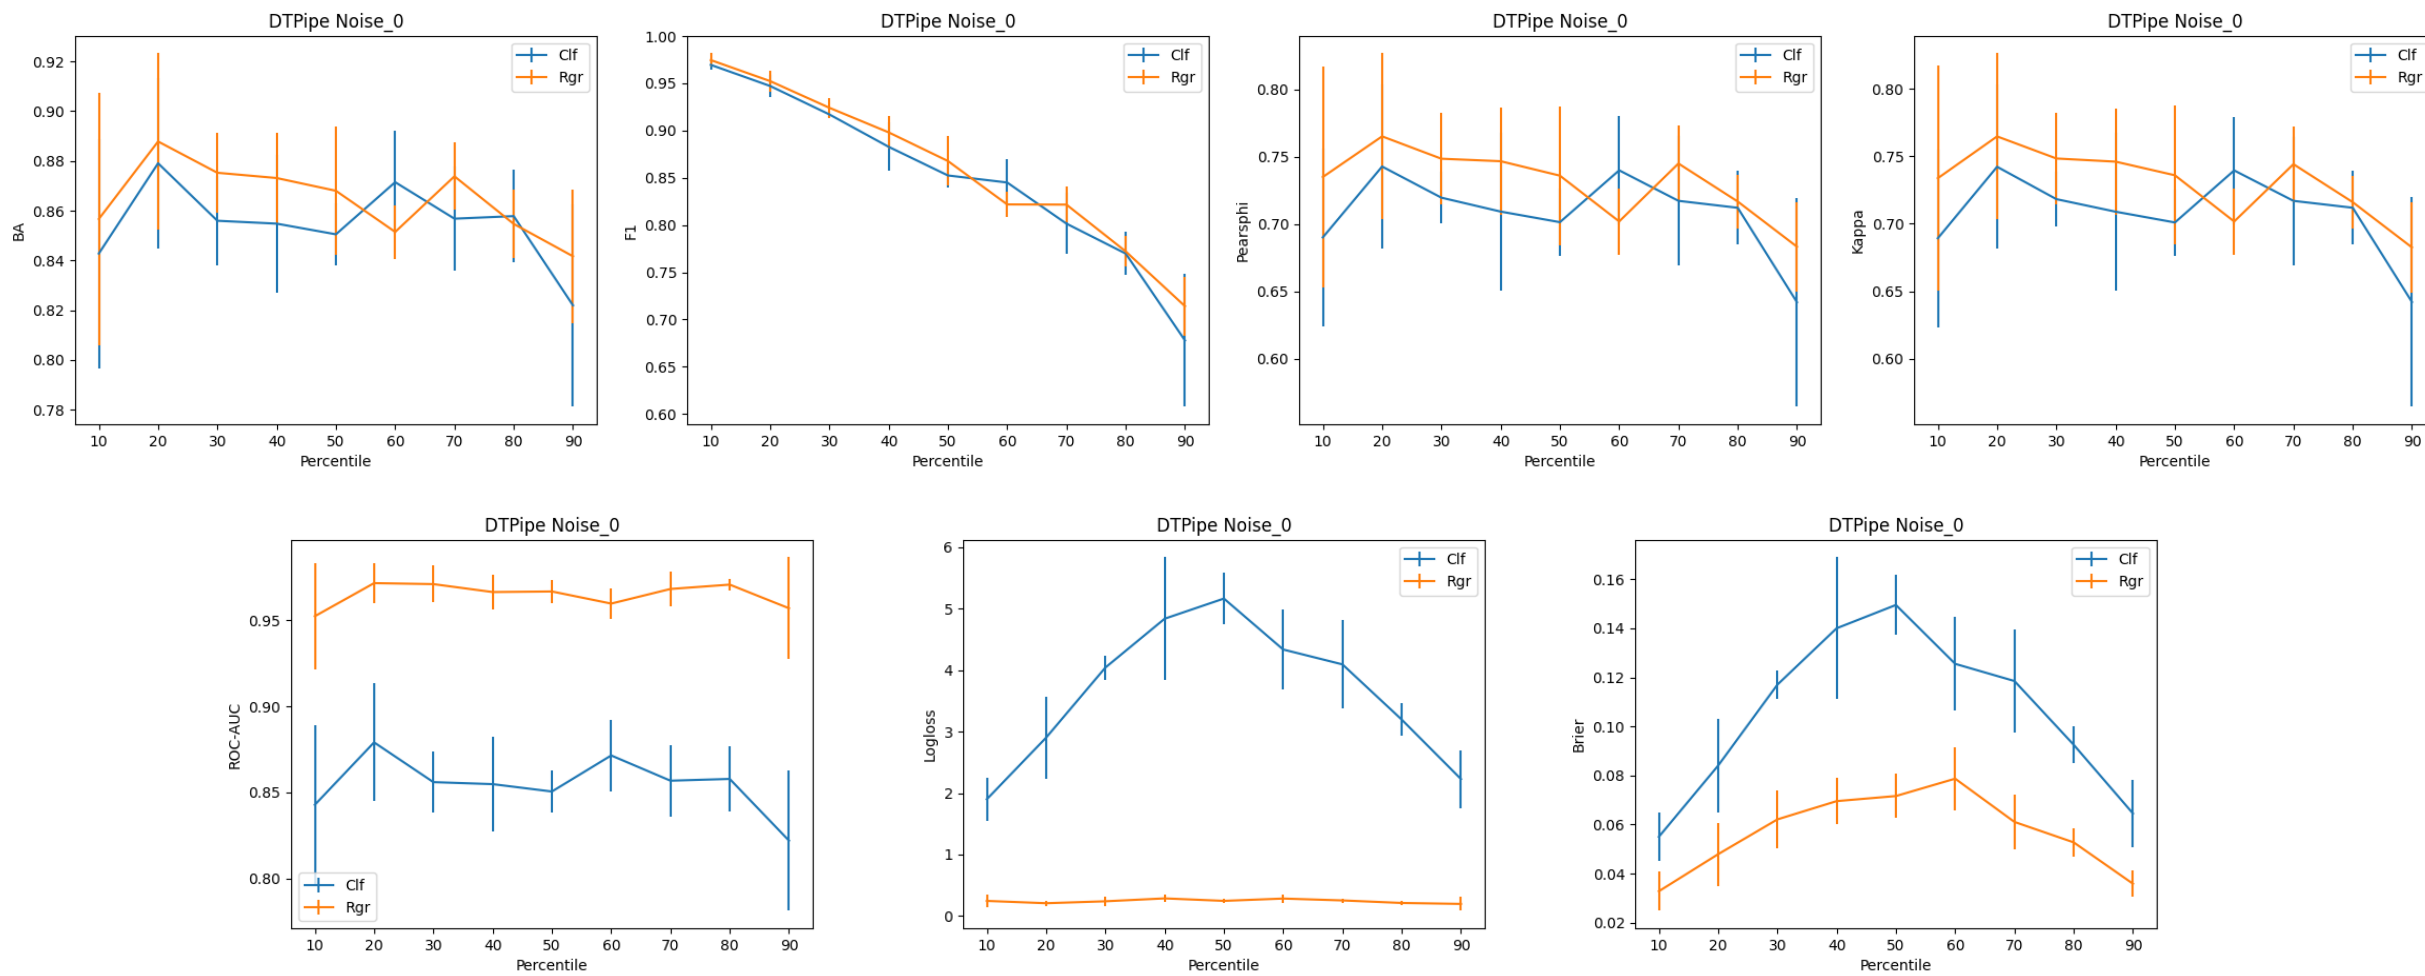 DTPipe Noise_0
Clf
Rgr
BA
0.92
0.90
0.88
0.86
0.84
0.82
0.80
0.78
10 20 30 40 50 60 70 80 90
Percentile
DTPipe Noise_0
Clf
Rgr
F1
1.00
0.95
0.90
0.85
0.80
0.75
0.70
0.65
0.60
10 20 30 40 50 60 70 80 90
Percentile
DTPipe Noise_0
Clf
Rgr
Pearsphi
0.80
0.75
0.70
0.65
0.60
10 20 30 40 50 60 70 80 90
Percentile
DTPipe Noise_0
Clf
Rgr
Kappa
0.80
0.75
0.70
0.65
0.60
10 20 30 40 50 60 70 80 90
Percentile
DTPipe Noise_0
ROC-AUC
0.95
0.90
0.85
0.80
Clf
Rgr
10 20 30 40 50 60 70 80 90
Percentile
DTPipe Noise_0
Clf
Rgr
Logloss
6
5
4
3
2
1
0
10 20 30 40 50 60 70 80 90
Percentile
DTPipe Noise_0
Clf
Rgr
Brier
0.16
0.14
0.12
0.10
0.08
0.06
0.04
0.02
10 20 30 40 50 60 70 80 90
Percentile